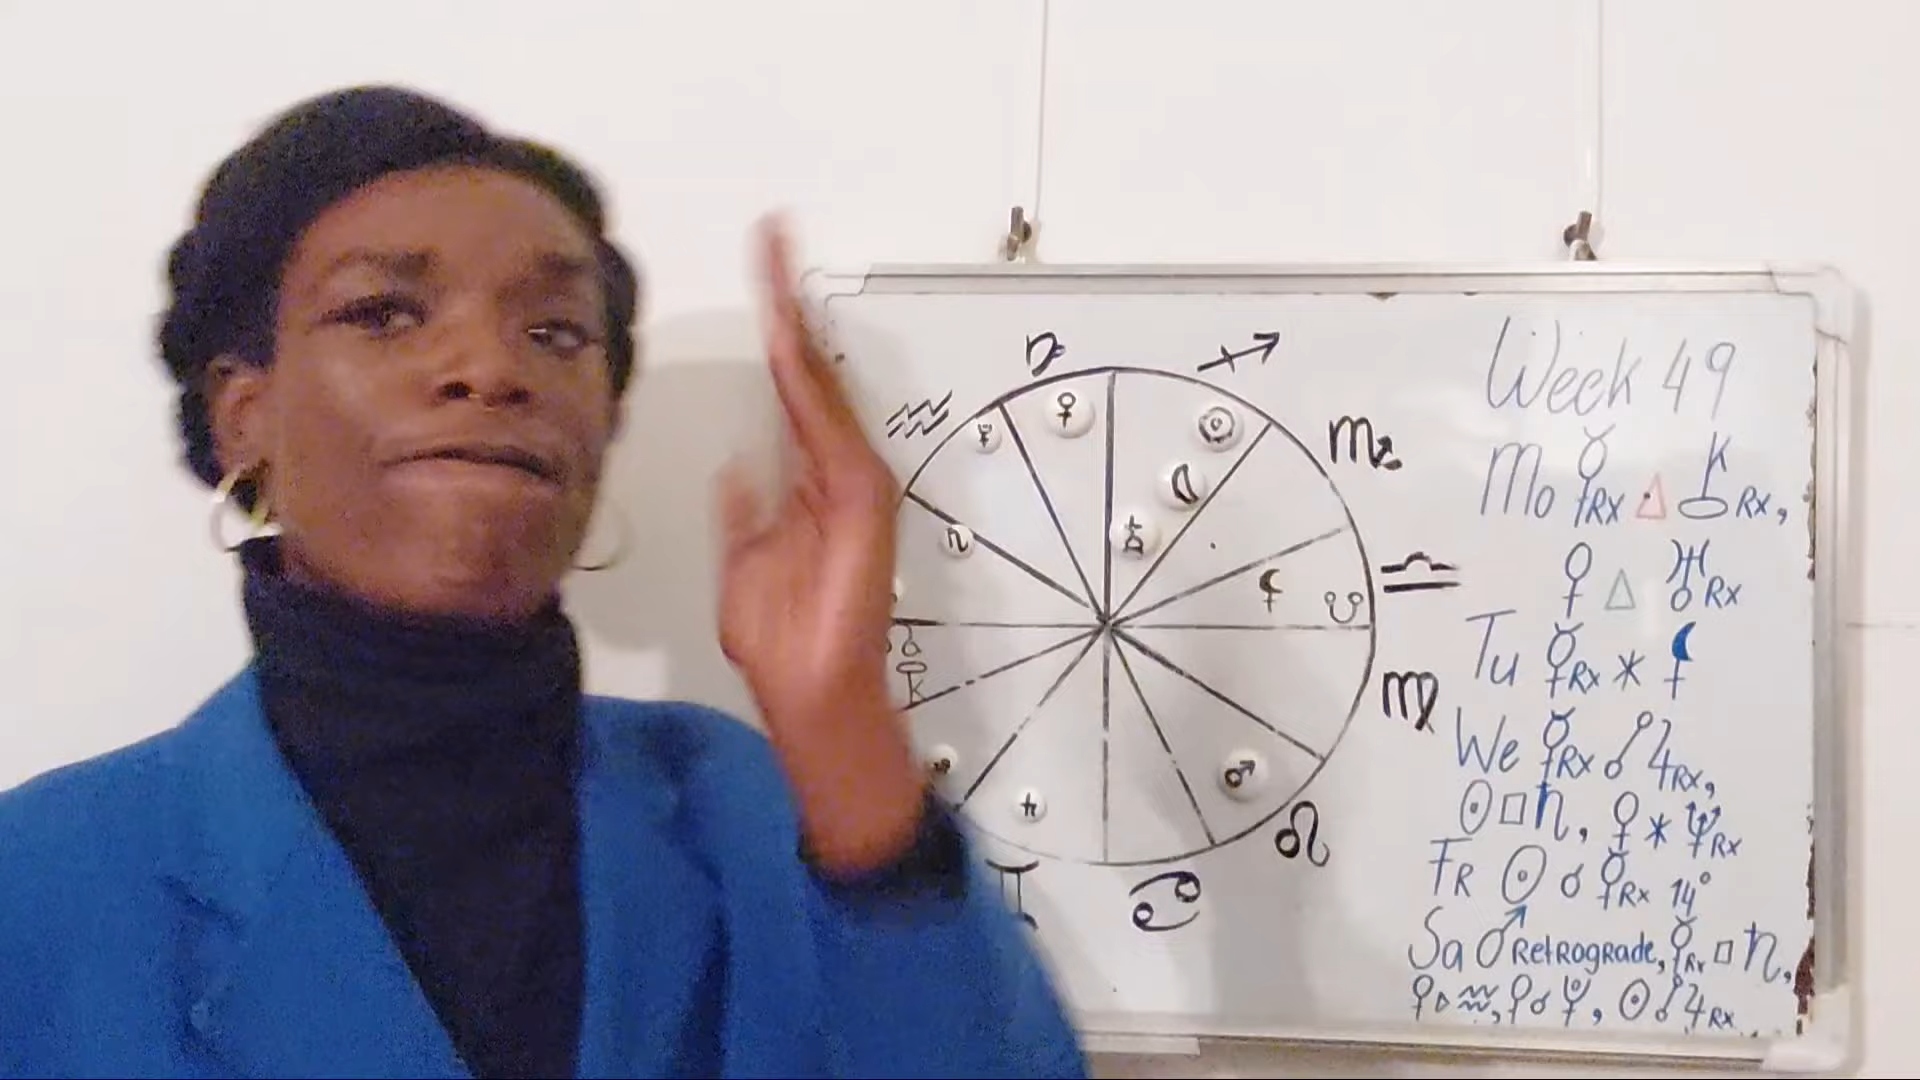 Week 49
Mo ☿Rx △ ⚷Rx,
♀ △ ♅Rx
Tu ☿Rx ⚹ ⚸
We ☿Rx ☍ ♃Rx,
☉ □ ♄, ♀ ⚹ ♆Rx
FR ☉ ☌ ☿Rx 14°
Sa ♂ Retrograde, ☿Rx □ ♄,
♀ ▷ ♒, ♀ ☌ ♇, ☉ ☍ ♃Rx